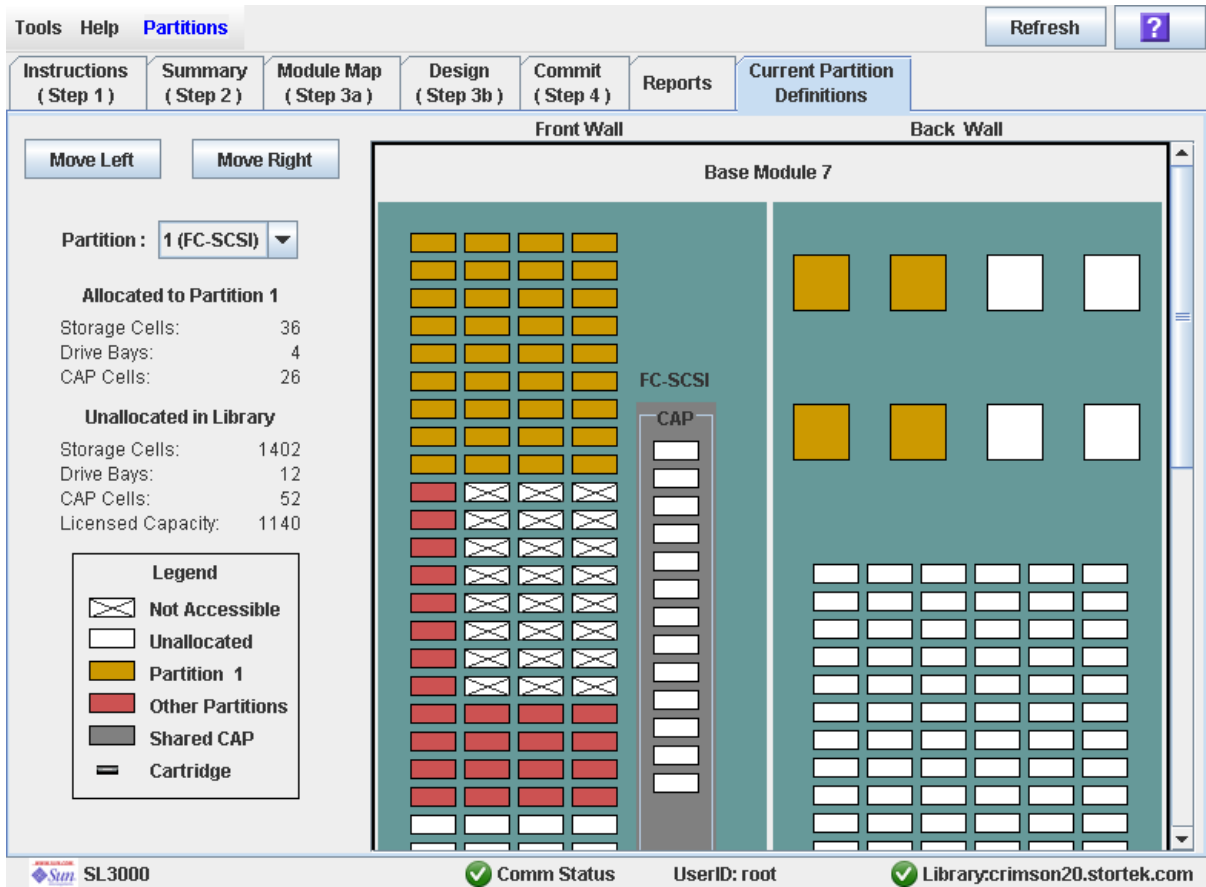 Tools Help Partitions
Refresh
?
Instructions
( Step 1 )
Summary
( Step 2 )
Module Map
( Step 3a )
Design
( Step 3b )
Commit
( Step 4 )
Reports
Current Partition
Definitions
Move Left
Move Right
Partition : 1 (FC-SCSI)
Allocated to Partition 1
Storage Cells: 36
Drive Bays: 4
CAP Cells: 26
Unallocated in Library
Storage Cells: 1402
Drive Bays: 12
CAP Cells: 52
Licensed Capacity: 1140
Legend
Not Accessible
Unallocated
Partition 1
Other Partitions
Shared CAP
Cartridge
Front Wall
Back Wall
Base Module 7
FC-SCSI
CAP
www.sun.com
Sun
SL3000
Comm Status
UserID: root
Library:crimson20.stortek.com